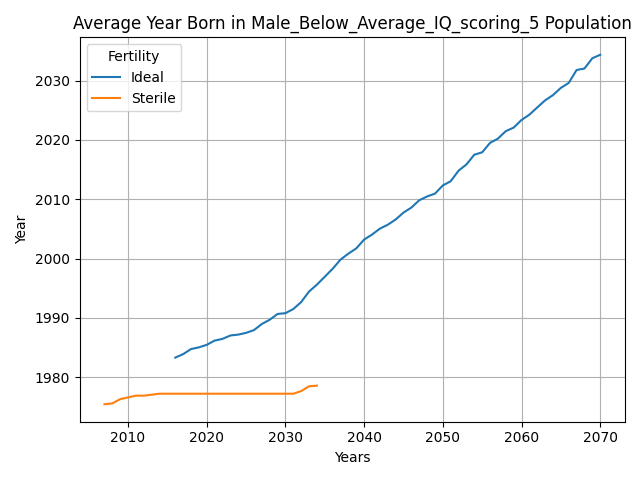 Average Year Born in Male_Below_Average_IQ_scoring_5 Population
Fertility
Ideal
Sterile
Year
2030
2020
2010
2000
1990
1980
2010 2020 2030 2040 2050 2060 2070
Years